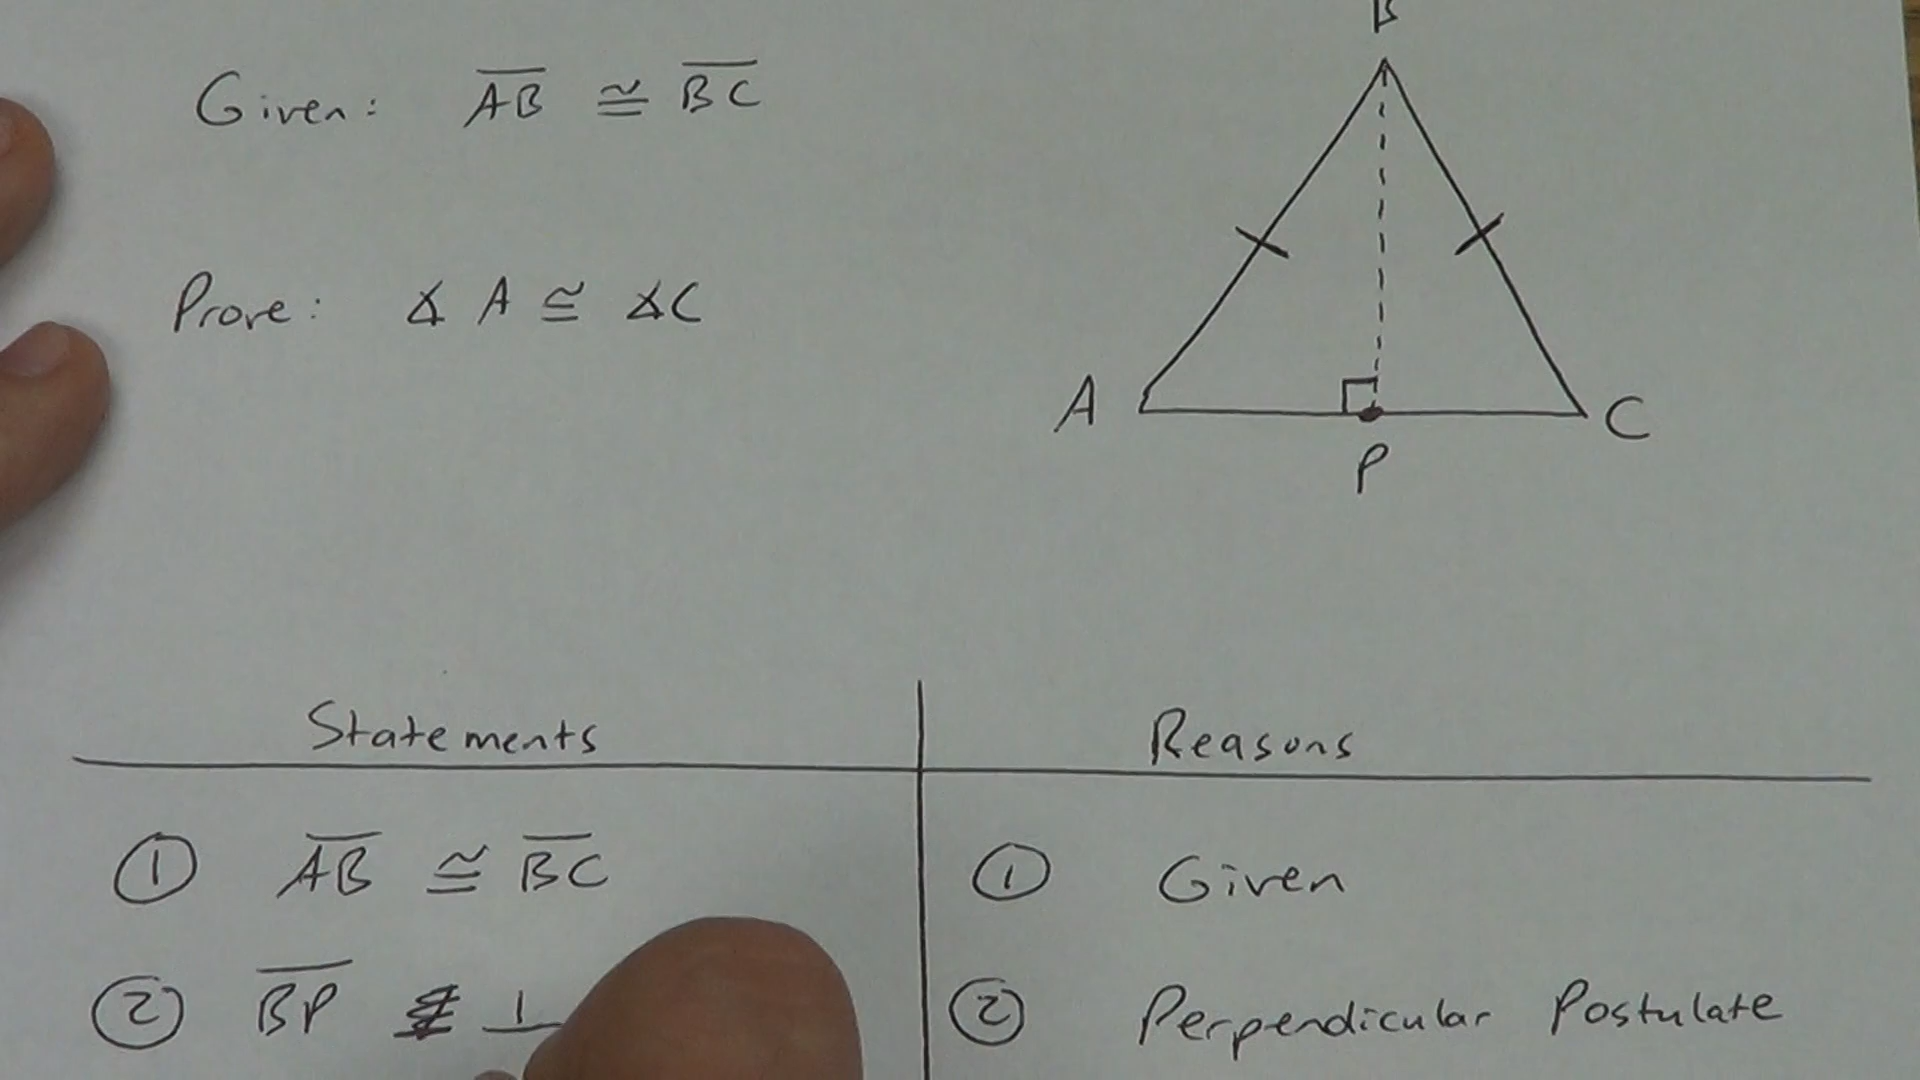 B
Given: AB ≅ BC
Prove: ∡ A ≅ ∡C
A
C
P
Statements Reasons
① AB ≅ BC ① Given
② BP ⊥ ② Perpendicular Postulate